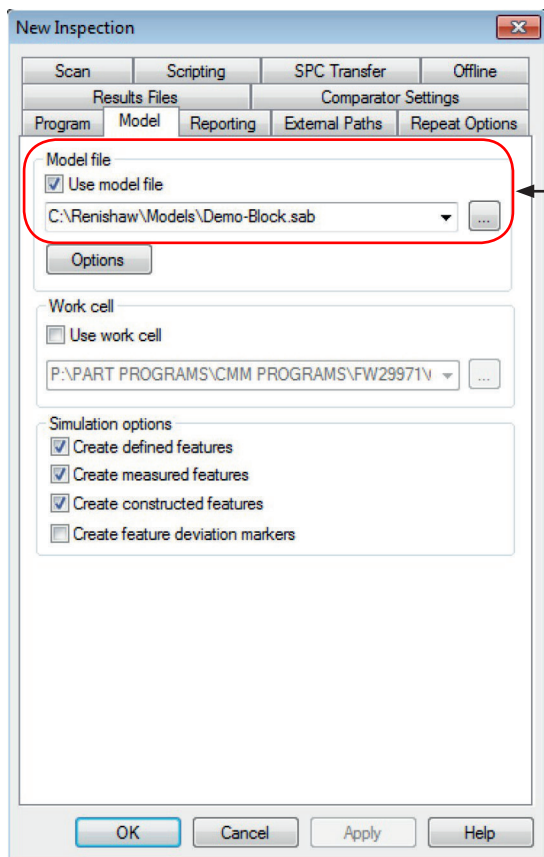 New Inspection
Scan Scripting SPC Transfer Offline
Results Files Comparator Settings
Program Model Reporting External Paths Repeat Options
Model file
Use model file
C:\Renishaw\Models\Demo-Block.sab ...
Options
Work cell
Use work cell
P:\PART PROGRAMS\CMM PROGRAMS\FW29971\ ...
Simulation options
Create defined features
Create measured features
Create constructed features
Create feature deviation markers
OK Cancel Apply Help